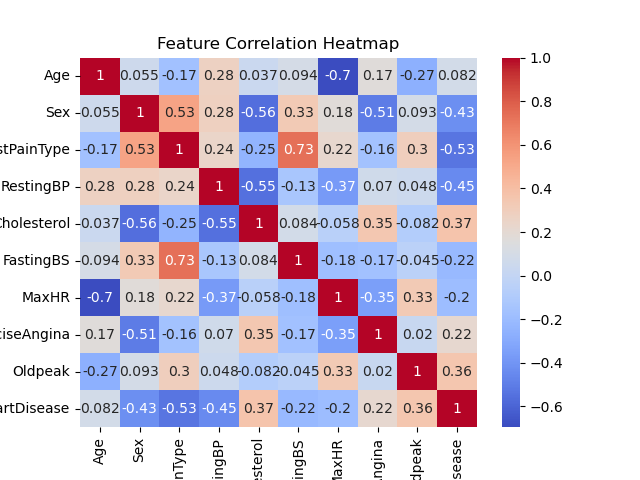 Feature Correlation Heatmap
Age 1 0.055 -0.17 0.28 0.037 0.094 -0.7 0.17 -0.27 0.082
Sex 0.055 1 0.53 0.28 -0.56 0.33 0.18 -0.51 0.093 -0.43
stPainType -0.17 0.53 1 0.24 -0.25 0.73 0.22 -0.16 0.3 -0.53
RestingBP 0.28 0.28 0.24 1 -0.55 -0.13 -0.37 0.07 0.048 -0.45
Cholesterol 0.037 -0.56 -0.25 -0.55 1 0.084 -0.058 0.35 -0.082 0.37
FastingBS 0.094 0.33 0.73 -0.13 0.084 1 -0.18 -0.17 -0.045 -0.22
MaxHR -0.7 0.18 0.22 -0.37 -0.058 -0.18 1 -0.35 0.33 -0.2
ciseAngina 0.17 -0.51 -0.16 0.07 0.35 -0.17 -0.35 1 0.02 0.22
Oldpeak -0.27 0.093 0.3 0.048 -0.082 -0.045 0.33 0.02 1 0.36
artDisease 0.082 -0.43 -0.53 -0.45 0.37 -0.22 -0.2 0.22 0.36 1
Age
Sex
nType
ngBP
esterol
ngBS
MaxHR
Angina
dpeak
sease
1.0
0.8
0.6
0.4
0.2
0.0
−0.2
−0.4
−0.6